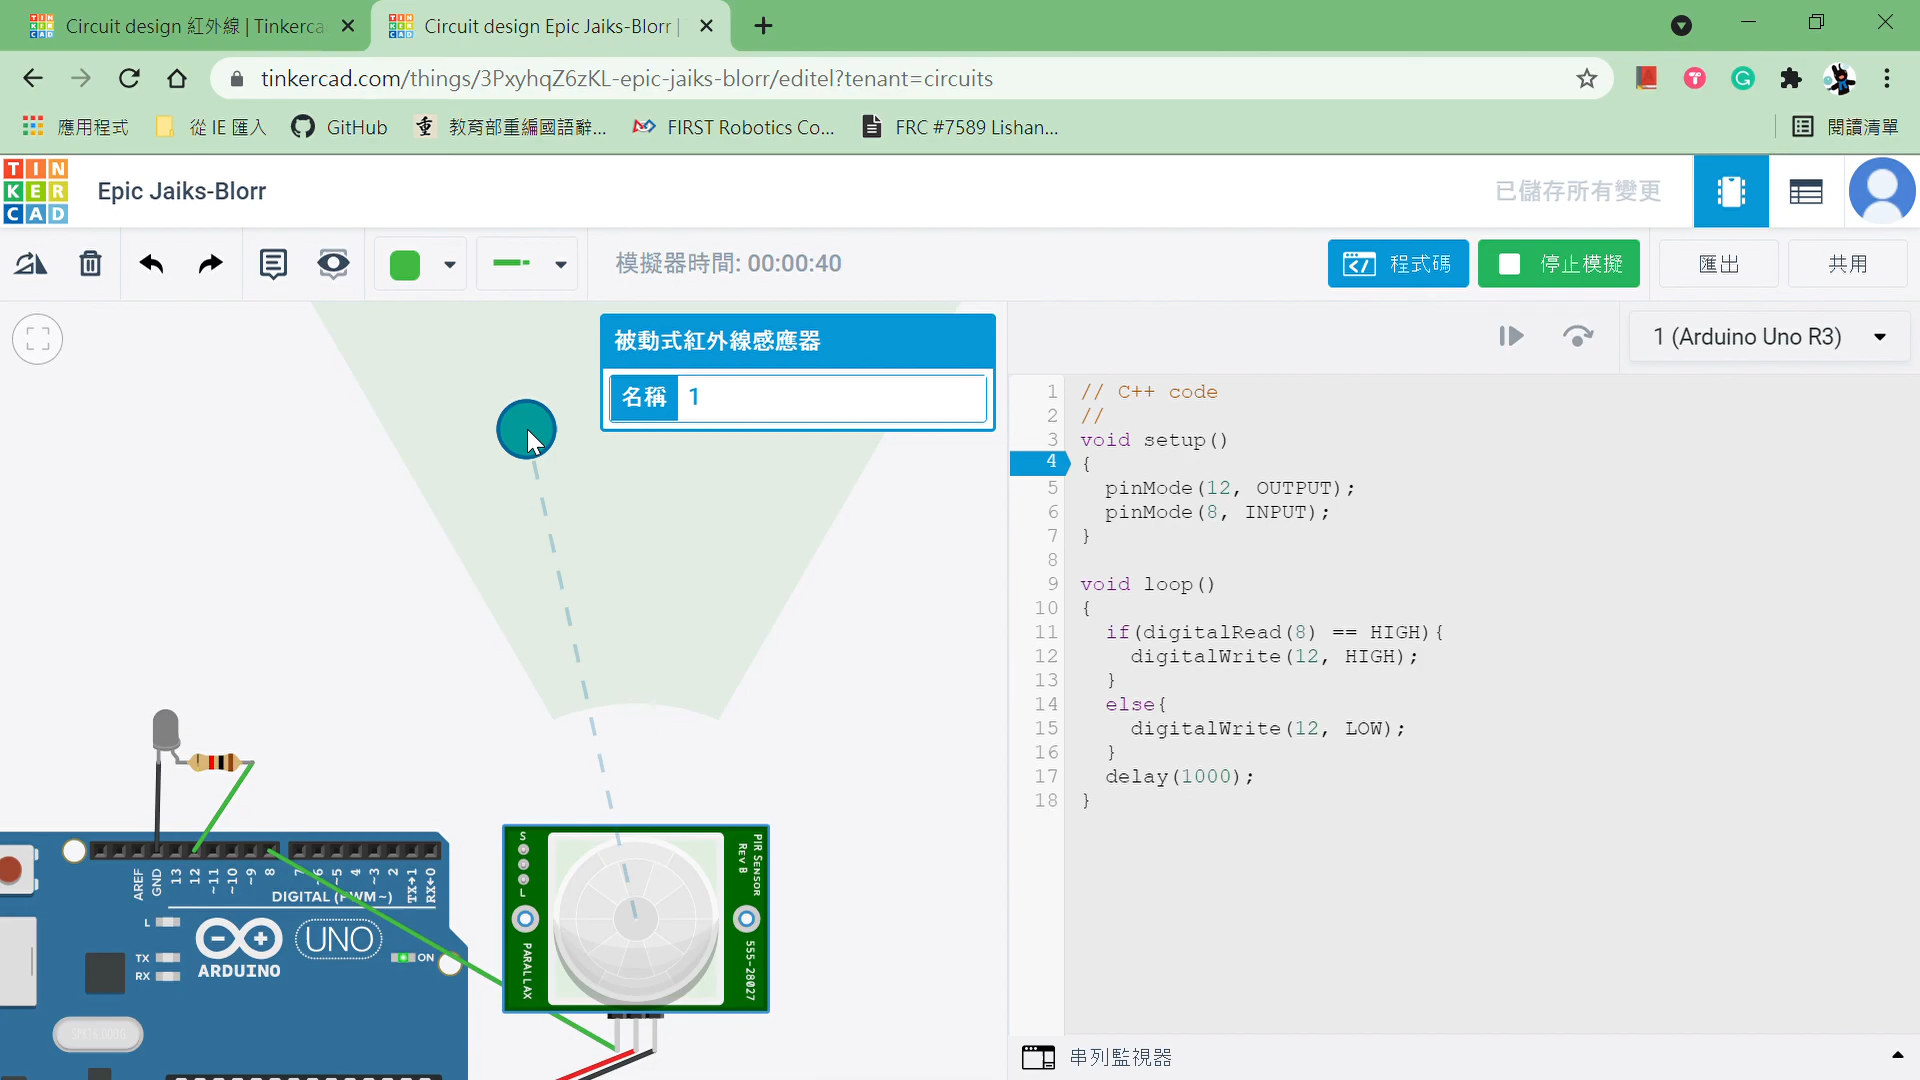 Circuit design 紅外線 | Tinkerca
Circuit design Epic Jaiks-Blorr |
tinkercad.com/things/3PxyhqZ6zKL-epic-jaiks-blorr/editel?tenant=circuits
應用程式
從 IE 匯入
GitHub
教育部重編國語辭...
FIRST Robotics Co...
FRC #7589 Lishan...
閱讀清單
TIN
KER
CAD
Epic Jaiks-Blorr
已儲存所有變更
模擬器時間: 00:00:40
程式碼
停止模擬
匯出
共用
被動式紅外線感應器
名稱 1
1 (Arduino Uno R3)
1 // C++ code
2 //
3 void setup()
4 {
5 pinMode(12, OUTPUT);
6 pinMode(8, INPUT);
7 }
8
9 void loop()
10 {
11 if(digitalRead(8) == HIGH){
12 digitalWrite(12, HIGH);
13 }
14 else{
15 digitalWrite(12, LOW);
16 }
17 delay(1000);
18 }
AREF
GND
13
12
~11
~10
~9
8
7
~6
~5
4
~3
2
TX→1
RX←0
DIGITAL (PWM~)
L
TX
RX
ARDUINO
UNO
ON
S
L
PARALLAX
PIR SENSOR
REV B
555-28027
串列監視器